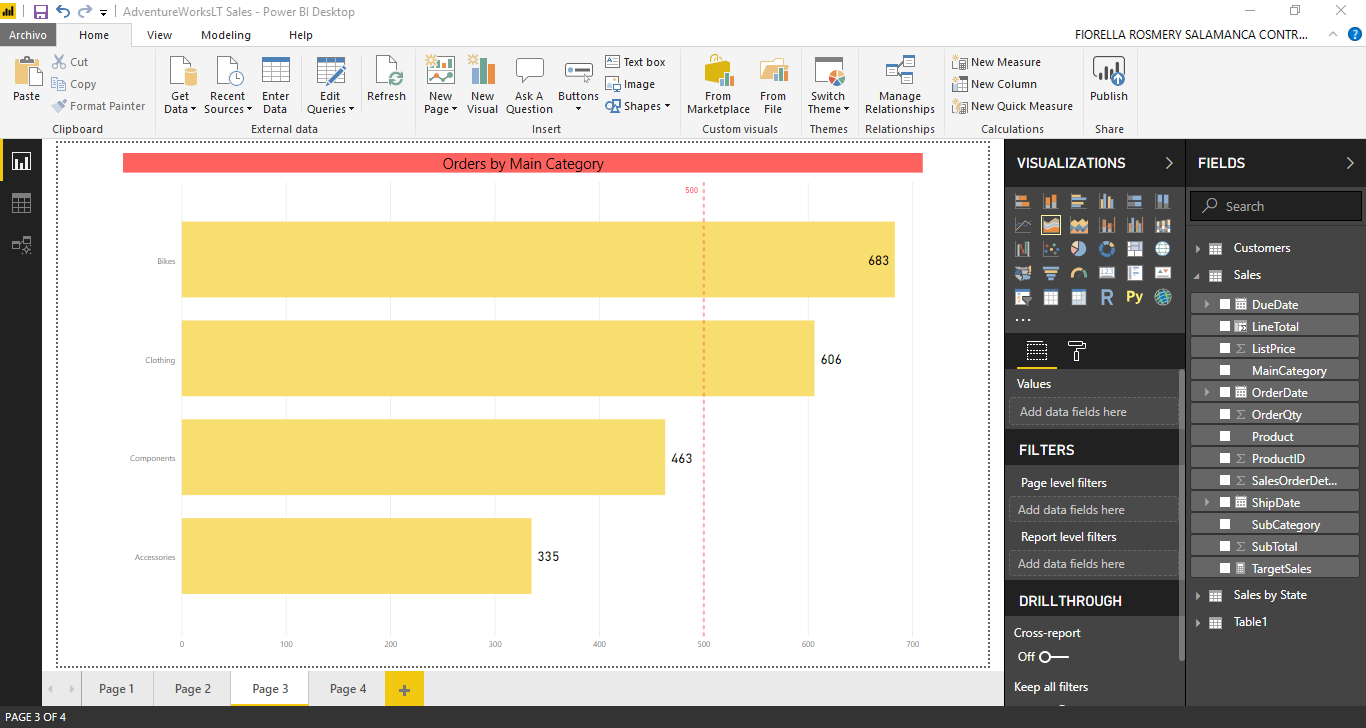 AdventureWorksLT Sales - Power BI Desktop
Archivo Home View Modeling Help FIORELLA ROSMERY SALAMANCA CONTR...
Paste
Cut
Copy
Format Painter
Clipboard
Get Data
Recent Sources
Enter Data
External data
Edit Queries
Refresh
New Page
New Visual
Ask A Question
Buttons
Text box
Image
Shapes
Insert
From Marketplace
From File
Custom visuals
Switch Theme
Themes
Manage Relationships
Relationships
New Measure
New Column
New Quick Measure
Calculations
Publish
Share
Orders by Main Category
500
Bikes 683
Clothing 606
Components 463
Accessories 335
0 100 200 300 400 500 600 700
VISUALIZATIONS
R Py
...
Values
Add data fields here
FILTERS
Page level filters
Add data fields here
Report level filters
Add data fields here
DRILLTHROUGH
Cross-report
Off
Keep all filters
FIELDS
Search
Customers
Sales
DueDate
LineTotal
ListPrice
MainCategory
OrderDate
OrderQty
Product
ProductID
SalesOrderDet...
ShipDate
SubCategory
SubTotal
TargetSales
Sales by State
Table1
Page 1 Page 2 Page 3 Page 4 +
PAGE 3 OF 4